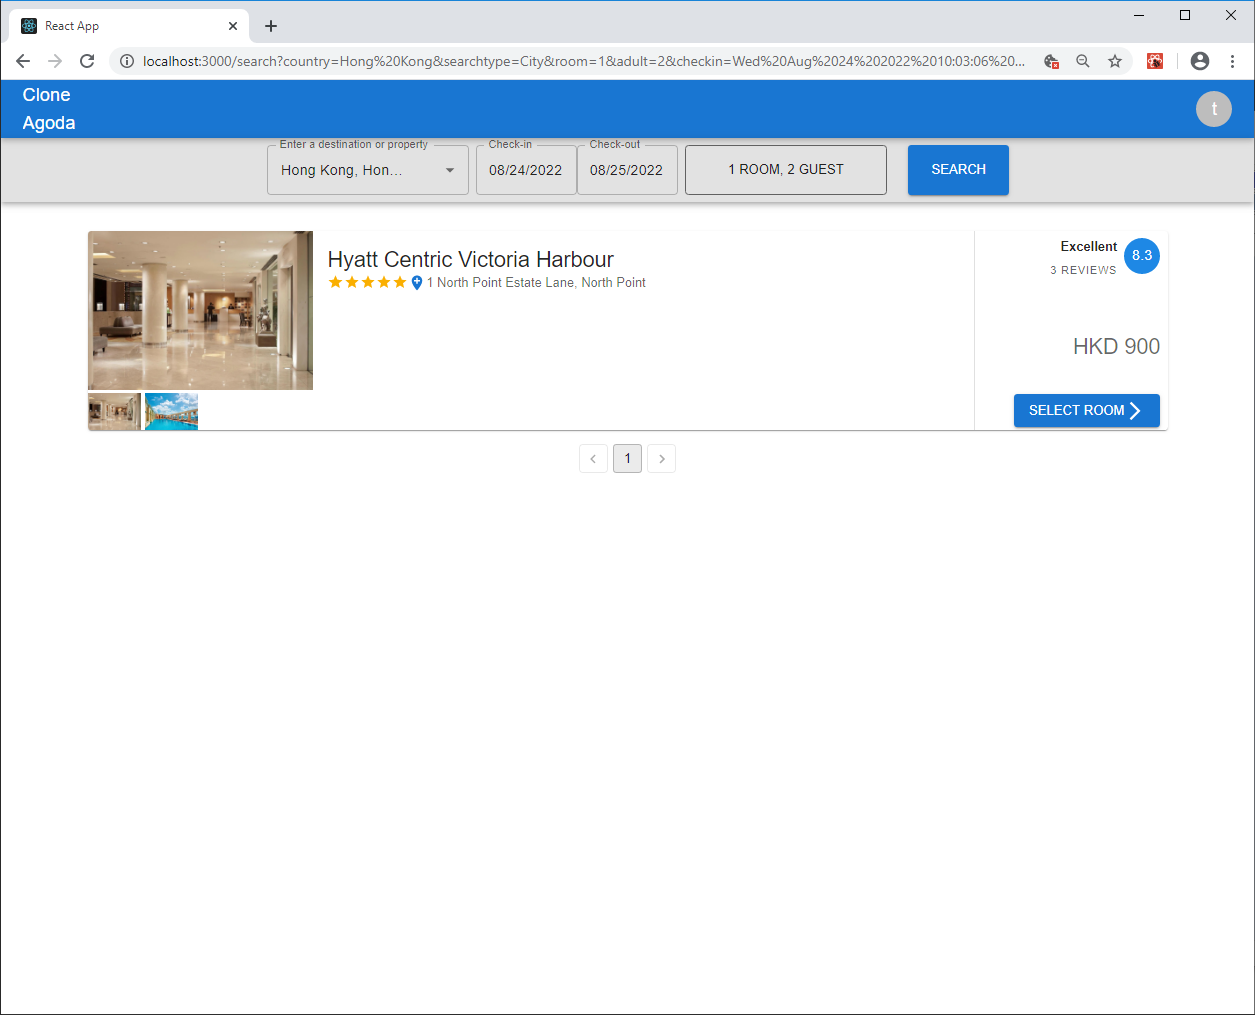 React App
localhost:3000/search?country=Hong%20Kong&searchtype=City&room=1&adult=2&checkin=Wed%20Aug%2024%202022%2010:03:06%20...
Clone
Agoda
t
Enter a destination or property
Check-in
Check-out
Hong Kong, Hon...
08/24/2022
08/25/2022
1 ROOM, 2 GUEST
SEARCH
Hyatt Centric Victoria Harbour
1 North Point Estate Lane, North Point
Excellent
8.3
3 REVIEWS
HKD 900
SELECT ROOM
1